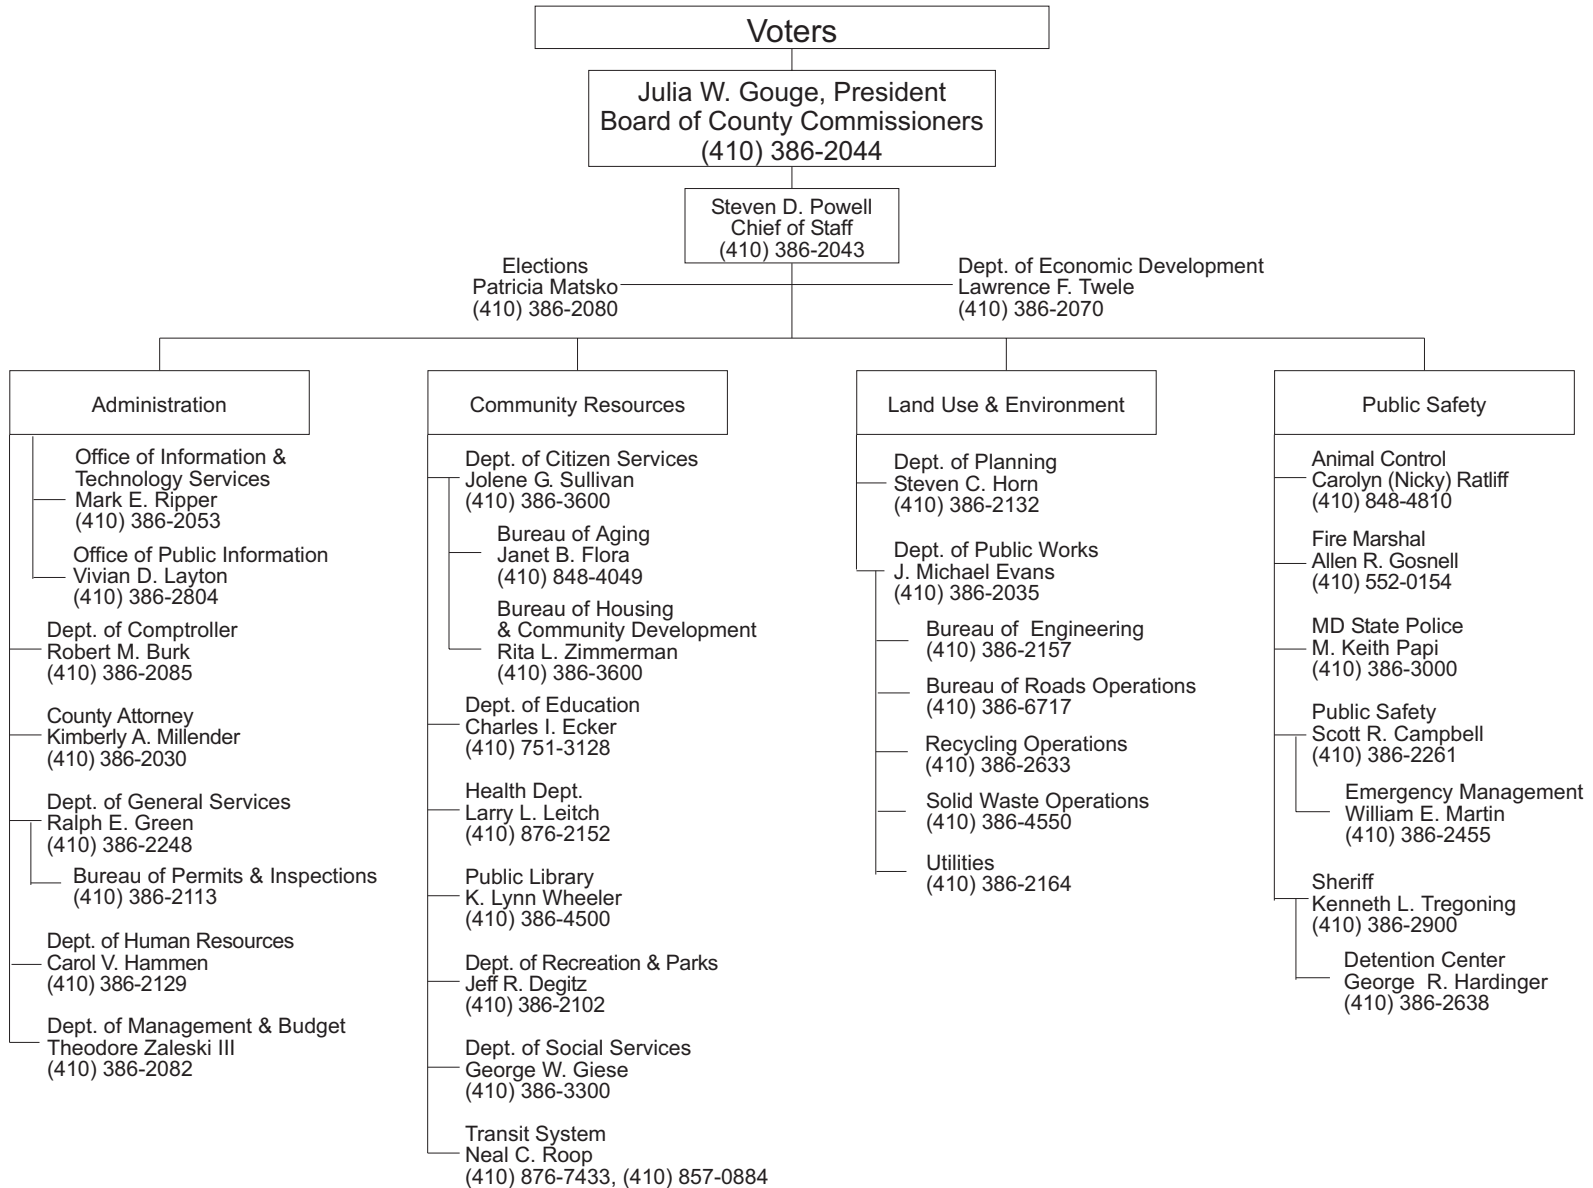 Voters
Julia W. Gouge, President
Board of County Commissioners
(410) 386-2044
Steven D. Powell
Chief of Staff
(410) 386-2043
Elections
Patricia Matsko
(410) 386-2080
Dept. of Economic Development
Lawrence F. Twele
(410) 386-2070
Administration
Office of Information &
Technology Services
Mark E. Ripper
(410) 386-2053
Office of Public Information
Vivian D. Layton
(410) 386-2804
Dept. of Comptroller
Robert M. Burk
(410) 386-2085
County Attorney
Kimberly A. Millender
(410) 386-2030
Dept. of General Services
Ralph E. Green
(410) 386-2248
Bureau of Permits & Inspections
(410) 386-2113
Dept. of Human Resources
Carol V. Hammen
(410) 386-2129
Dept. of Management & Budget
Theodore Zaleski III
(410) 386-2082
Community Resources
Dept. of Citizen Services
Jolene G. Sullivan
(410) 386-3600
Bureau of Aging
Janet B. Flora
(410) 848-4049
Bureau of Housing
& Community Development
Rita L. Zimmerman
(410) 386-3600
Dept. of Education
Charles I. Ecker
(410) 751-3128
Health Dept.
Larry L. Leitch
(410) 876-2152
Public Library
K. Lynn Wheeler
(410) 386-4500
Dept. of Recreation & Parks
Jeff R. Degitz
(410) 386-2102
Dept. of Social Services
George W. Giese
(410) 386-3300
Transit System
Neal C. Roop
(410) 876-7433, (410) 857-0884
Land Use & Environment
Dept. of Planning
Steven C. Horn
(410) 386-2132
Dept. of Public Works
J. Michael Evans
(410) 386-2035
Bureau of Engineering
(410) 386-2157
Bureau of Roads Operations
(410) 386-6717
Recycling Operations
(410) 386-2633
Solid Waste Operations
(410) 386-4550
Utilities
(410) 386-2164
Public Safety
Animal Control
Carolyn (Nicky) Ratliff
(410) 848-4810
Fire Marshal
Allen R. Gosnell
(410) 552-0154
MD State Police
M. Keith Papi
(410) 386-3000
Public Safety
Scott R. Campbell
(410) 386-2261
Emergency Management
William E. Martin
(410) 386-2455
Sheriff
Kenneth L. Tregoning
(410) 386-2900
Detention Center
George R. Hardinger
(410) 386-2638